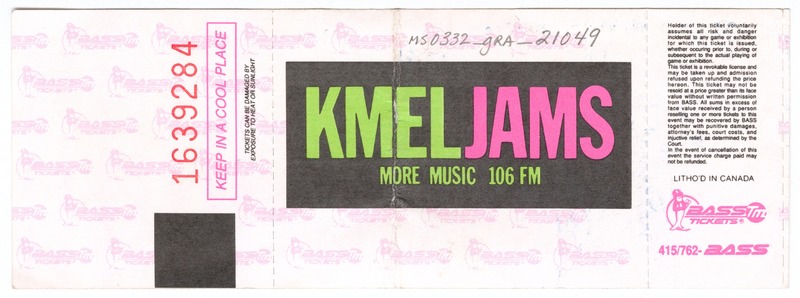 1639284
KEEP IN A COOL PLACE
TICKETS CAN BE DAMAGED BY
EXPOSURE TO HEAT OR SUNLIGHT
MS0332_gRA_21049
KMELJAMS
MORE MUSIC 106 FM
Holder of this ticket voluntarily
assumes all risk and danger
incidental to any game or exhibition
for which this ticket is issued,
whether occuring prior to, during or
subsequent to the actual playing of
game or exhibition.
This ticket is a revokable license and
may be taken up and admission
refused upon refunding the price
hereon. This ticket may not be
resold at a price greater than its face
value without written permission
from BASS. All sums in excess of
face value received by a person
reselling one or more tickets to this
event may be recovered by BASS
together with punitive damages,
attorney's fees, court costs, and
injuctive relief, as determined by the
Court.
In the event of cancellation of this
event the service charge paid may
not be refunded.
LITHO'D IN CANADA
BASS TM
TICKETS®
415/762-BASS